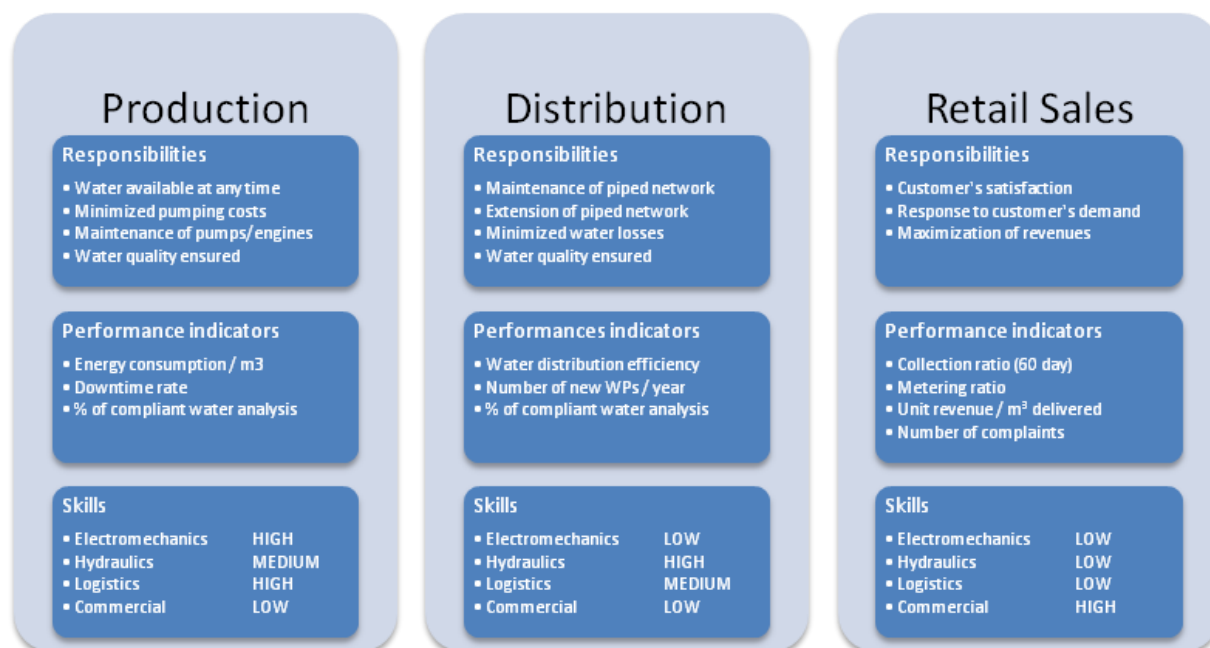 Production
Responsibilities
• Water available at any time
• Minimized pumping costs
• Maintenance of pumps/engines
• Water quality ensured
Performance indicators
• Energy consumption / m3
• Downtime rate
• % of compliant water analysis
Skills
• Electromechanics HIGH
• Hydraulics MEDIUM
• Logistics HIGH
• Commercial LOW
Distribution
Responsibilities
• Maintenance of piped network
• Extension of piped network
• Minimized water losses
• Water quality ensured
Performances indicators
• Water distribution efficiency
• Number of new WPs / year
• % of compliant water analysis
Skills
• Electromechanics LOW
• Hydraulics HIGH
• Logistics MEDIUM
• Commercial LOW
Retail Sales
Responsibilities
• Customer's satisfaction
• Response to customer's demand
• Maximization of revenues
Performance indicators
• Collection ratio (60 day)
• Metering ratio
• Unit revenue / m³ delivered
• Number of complaints
Skills
• Electromechanics LOW
• Hydraulics LOW
• Logistics LOW
• Commercial HIGH